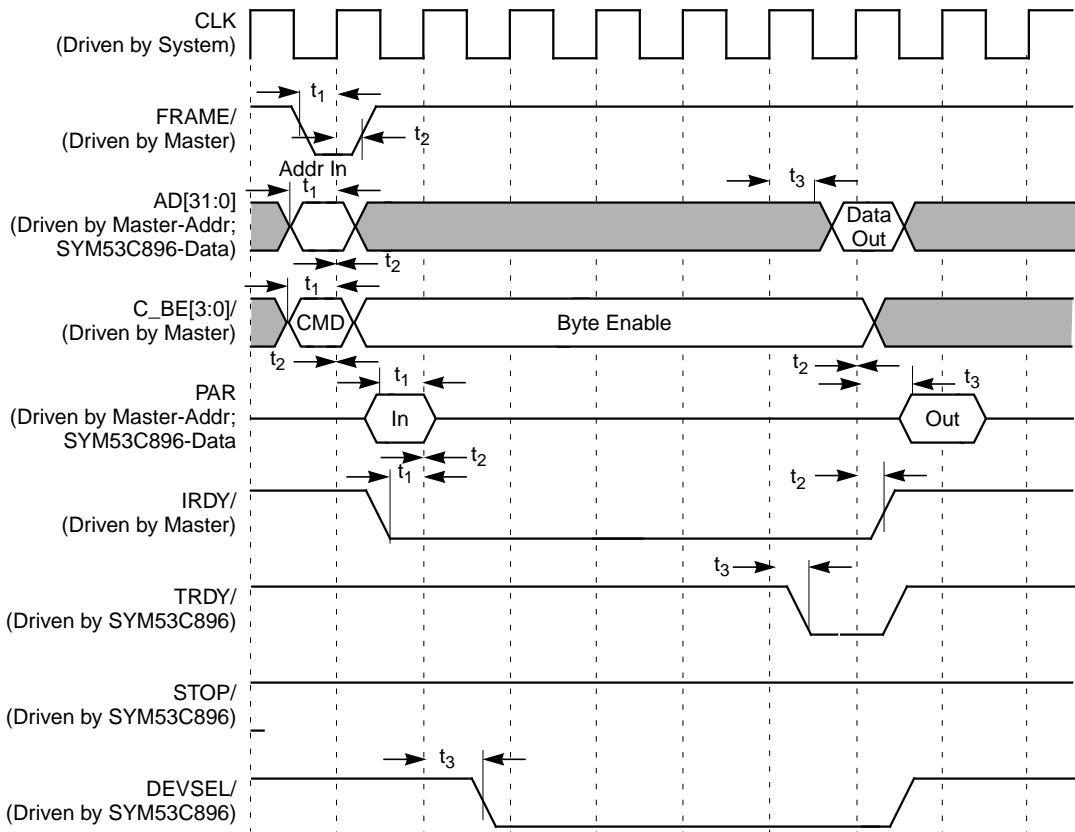 CLK
(Driven by System)
t1
FRAME/
(Driven by Master)
t2
Addr In
t1
t3
AD[31:0]
(Driven by Master-Addr;
SYM53C896-Data)
Data
Out
t2
t1
C_BE[3:0]/
(Driven by Master)
CMD
Byte Enable
t2
t2
t1
t3
PAR
(Driven by Master-Addr;
SYM53C896-Data
In
Out
t2
t1
t2
IRDY/
(Driven by Master)
t3
TRDY/
(Driven by SYM53C896)
STOP/
(Driven by SYM53C896)
t3
DEVSEL/
(Driven by SYM53C896)